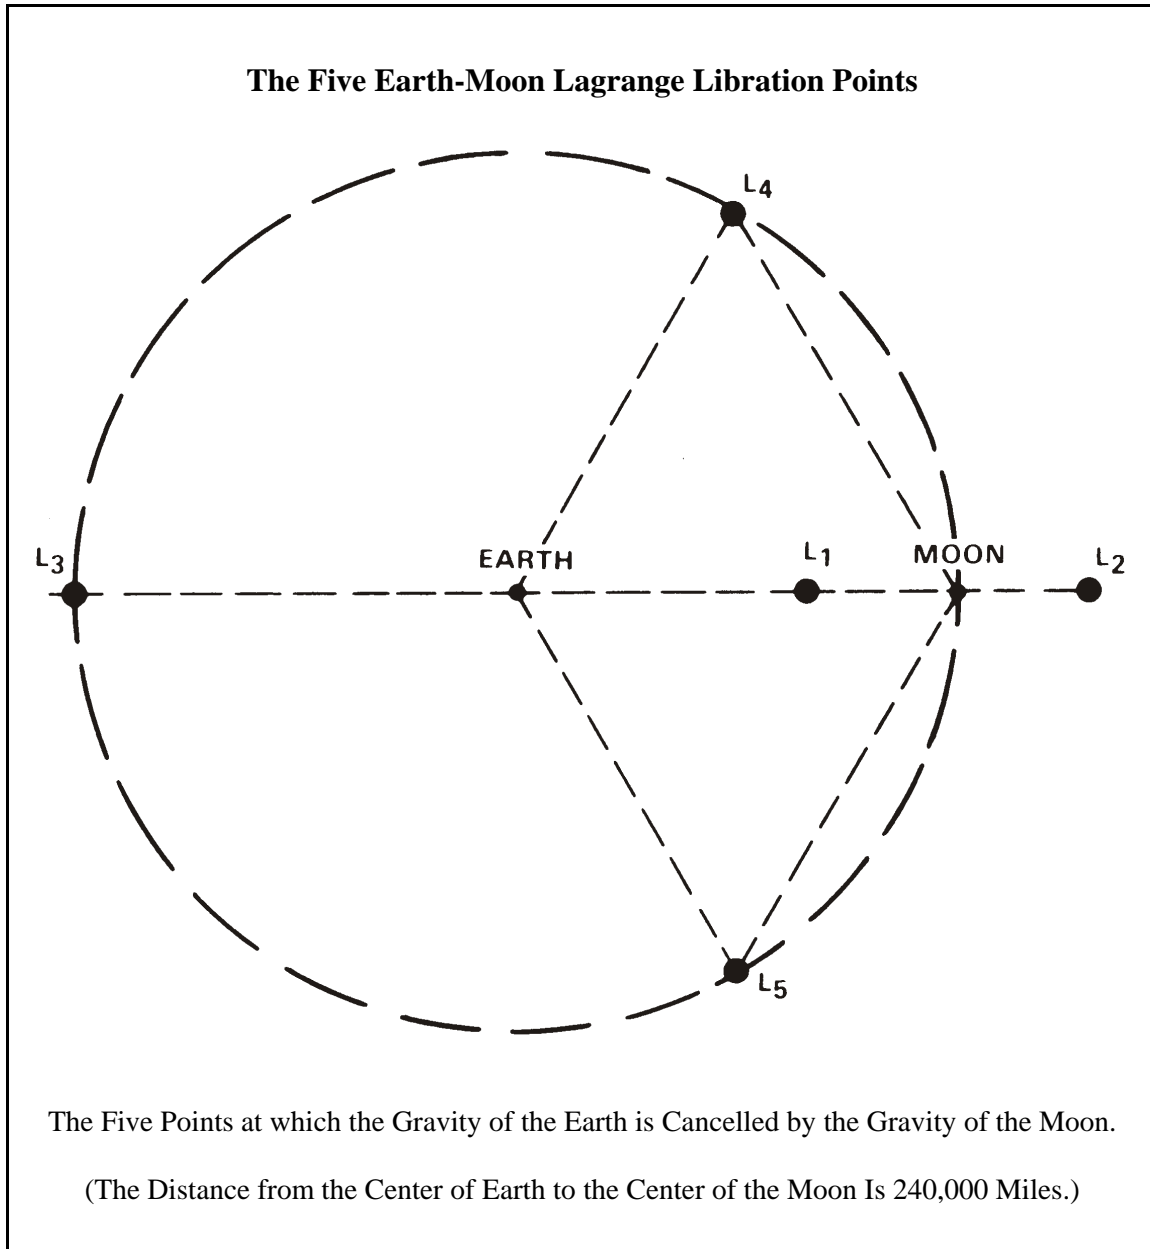 The Five Earth-Moon Lagrange Libration Points
L4
L3
EARTH
L1
MOON
L2
L5
The Five Points at which the Gravity of the Earth is Cancelled by the Gravity of the Moon.
(The Distance from the Center of Earth to the Center of the Moon Is 240,000 Miles.)